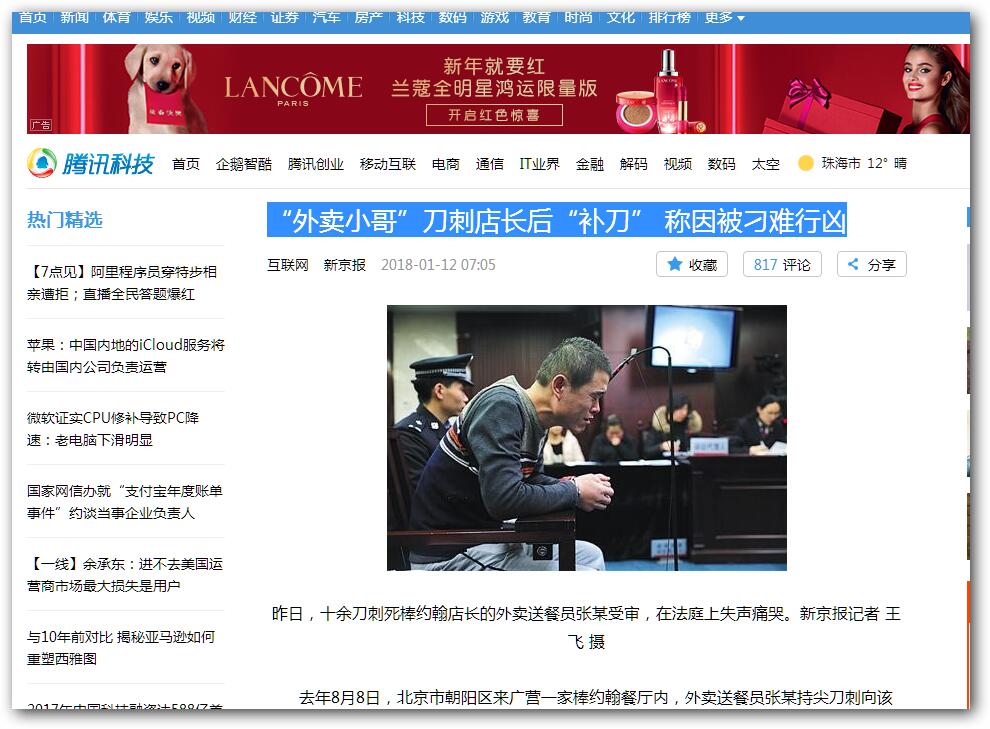 首页 新闻 体育 娱乐 视频 财经 证券 汽车 房产 科技 数码 游戏 教育 时尚 文化 排行榜 更多
LANCÔME
PARIS
新年就要红
兰蔻全明星鸿运限量版
开启红色惊喜
广告
腾讯科技 首页 企鹅智酷 腾讯创业 移动互联 电商 通信 IT业界 金融 解码 视频 数码 太空 珠海市 12° 晴
热门精选
【7点见】阿里程序员穿特步相
亲遭拒；直播全民答题爆红
苹果：中国内地的iCloud服务将
转由国内公司负责运营
微软证实CPU修补导致PC降
速：老电脑下滑明显
国家网信办就“支付宝年度账单
事件”约谈当事企业负责人
【一线】余承东：进不去美国运
营商市场最大损失是用户
与10年前对比 揭秘亚马逊如何
重塑西雅图
2017年中国科技融资达588亿美
“外卖小哥”刀刺店长后“补刀” 称因被刁难行凶
互联网 新京报 2018-01-12 07:05
收藏
817 评论
分享
昨日，十余刀刺死棒约翰店长的外卖送餐员张某受审，在法庭上失声痛哭。新京报记者 王
飞 摄
去年8月8日，北京市朝阳区来广营一家棒约翰餐厅内，外卖送餐员张某持尖刀刺向该